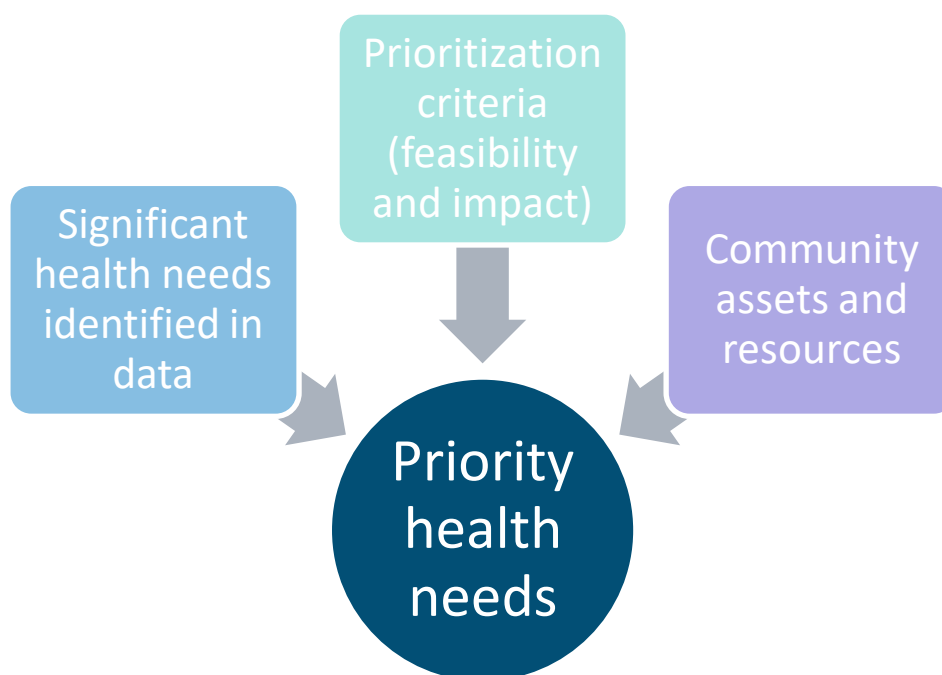 Prioritization
criteria
(feasibility
and impact)
Significant
health needs
identified in
data
Community
assets and
resources
Priority
health
needs